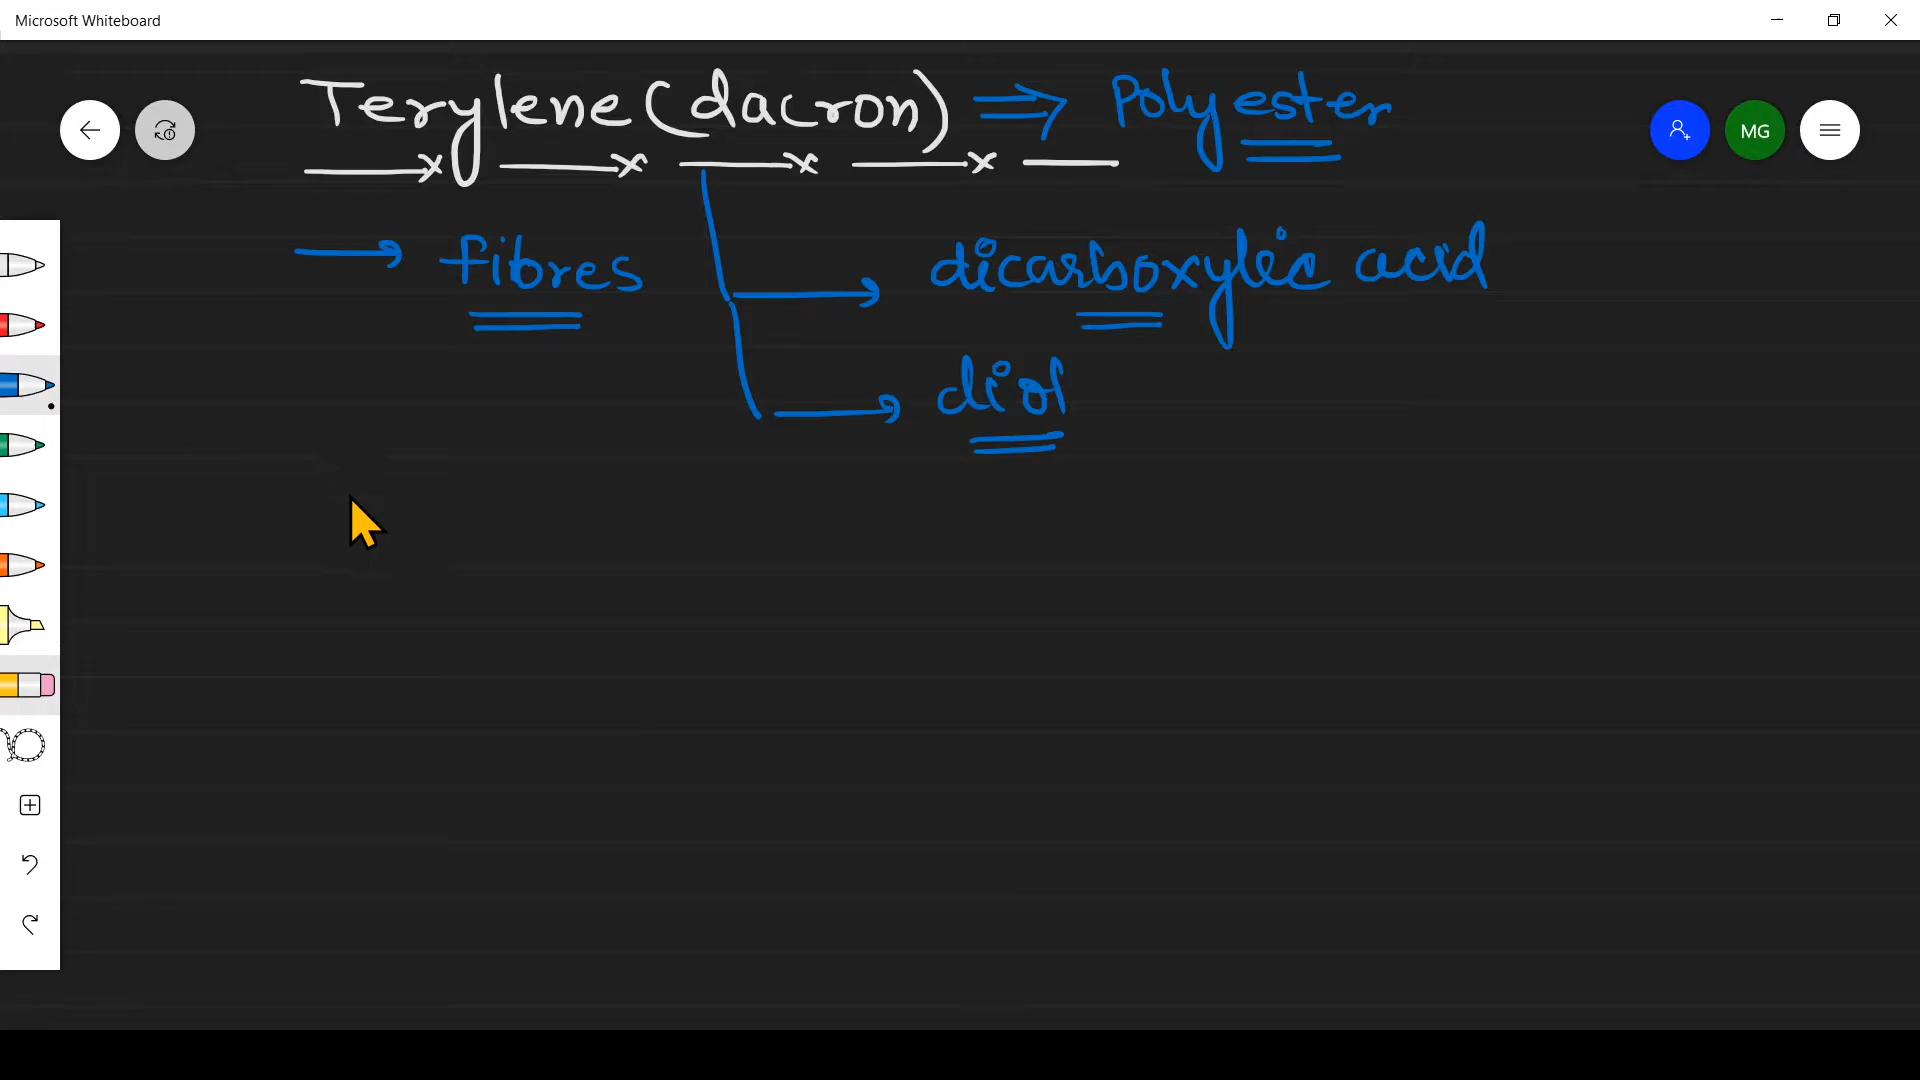 Microsoft Whiteboard
Terylene (dacron) ⇒ Polyester
MG
→ fibres
→ dicarboxylic acid
→ diol